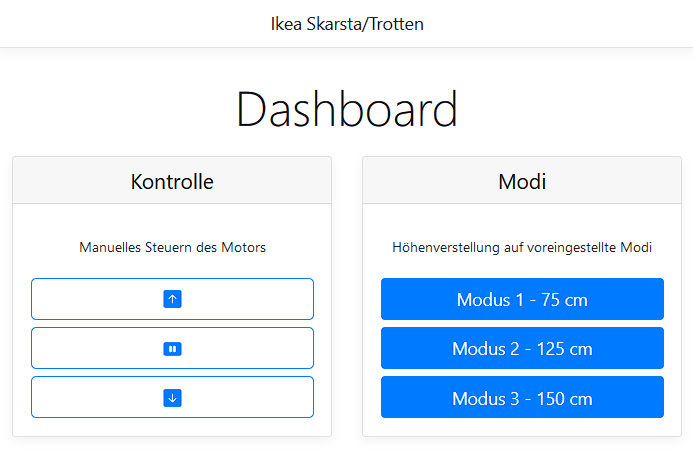 Ikea Skarsta/Trotten
Dashboard
Kontrolle
Manuelles Steuern des Motors
Modi
Höhenverstellung auf voreingestellte Modi
Modus 1 - 75 cm
Modus 2 - 125 cm
Modus 3 - 150 cm